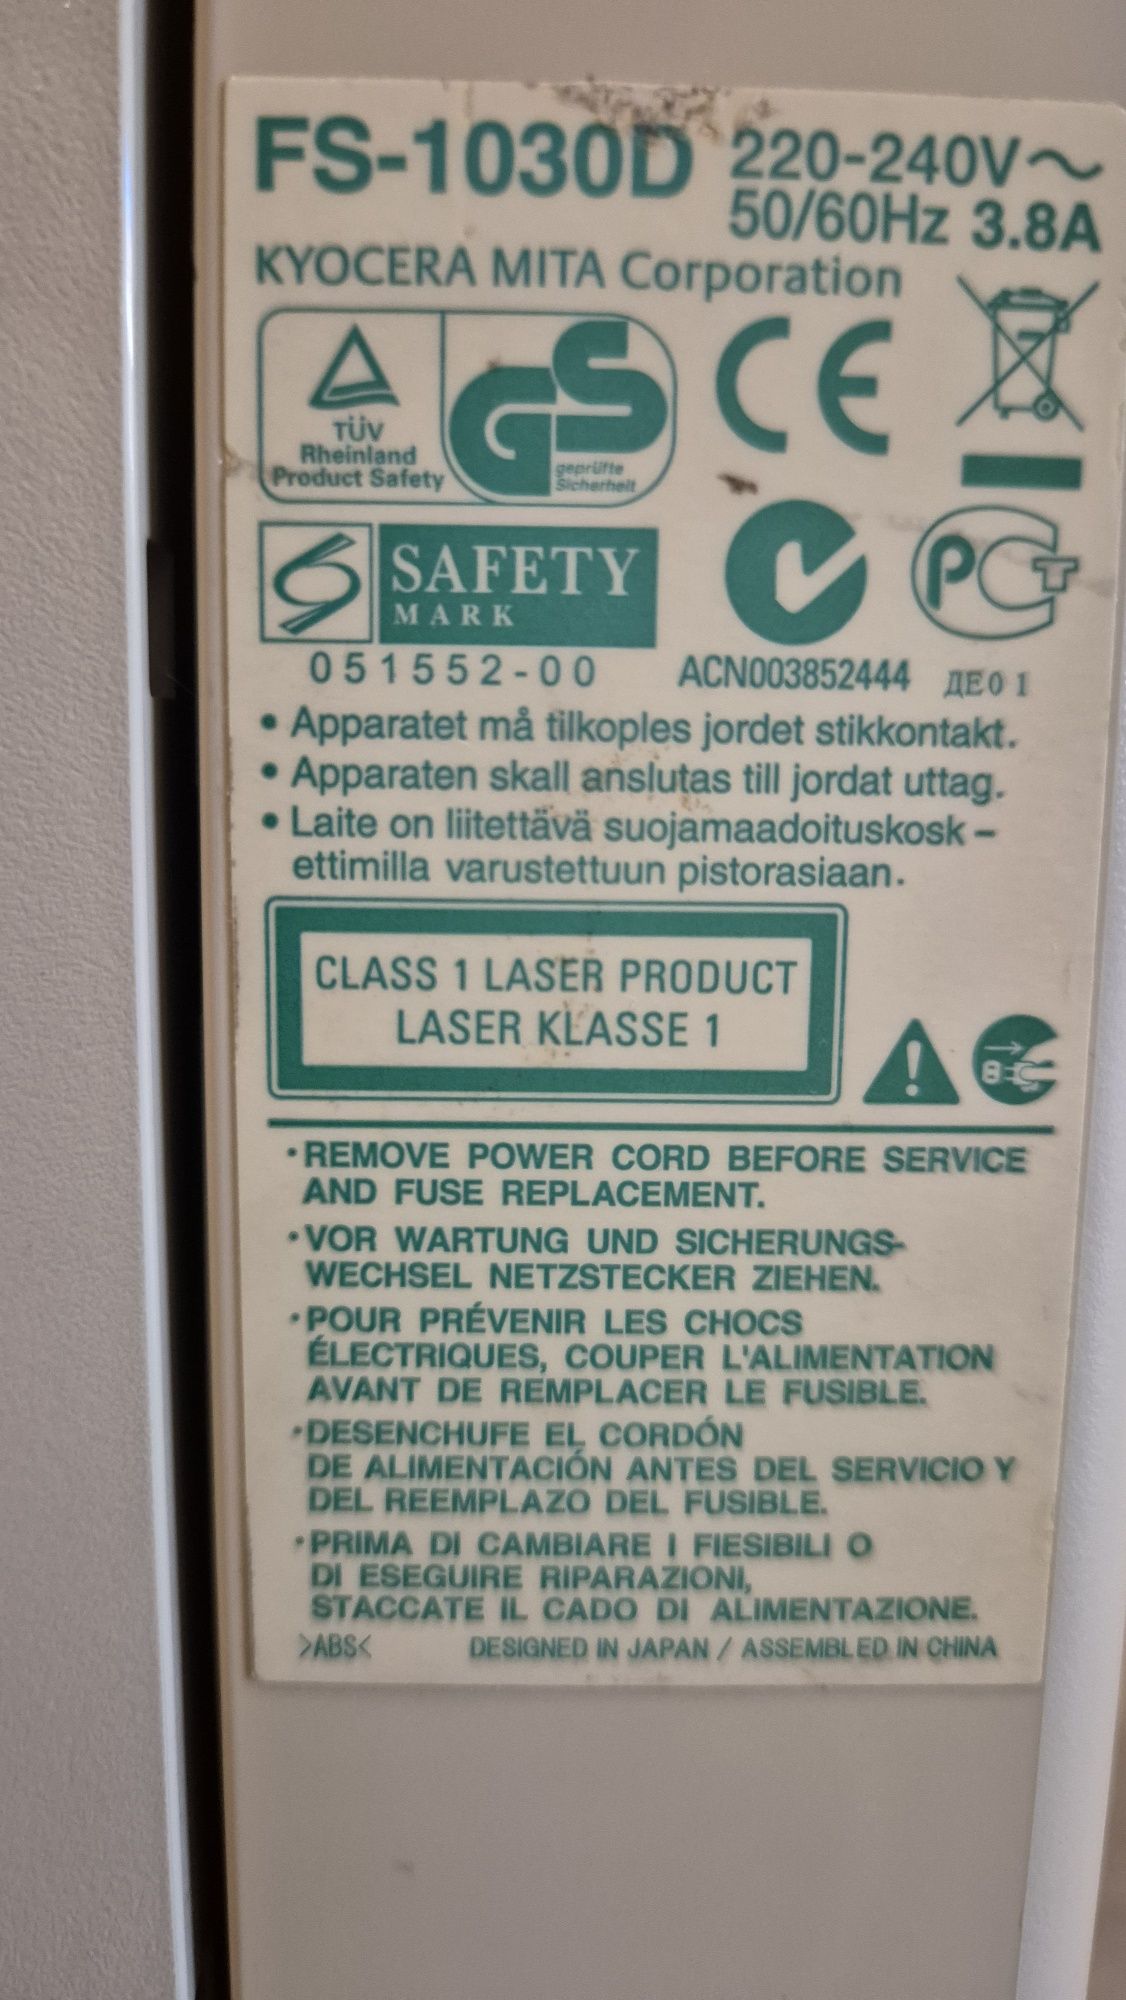 FS-1030D 220-240V~
50/60Hz 3.8A
KYOCERA MITA Corporation
TÜV
Rheinland
Product Safety
GS
geprüfte
Sicherheit
CE
SAFETY
MARK
PCT
051552-00 ACN003852444 ДЕ01
• Apparatet må tilkoples jordet stikkontakt.
• Apparaten skall anslutas till jordat uttag.
• Laite on liitettävä suojamaadoituskosk –
ettimilla varustettuun pistorasiaan.
CLASS 1 LASER PRODUCT
LASER KLASSE 1
•REMOVE POWER CORD BEFORE SERVICE
AND FUSE REPLACEMENT.
•VOR WARTUNG UND SICHERUNGS-
WECHSEL NETZSTECKER ZIEHEN.
•POUR PRÉVENIR LES CHOCS
ÉLECTRIQUES, COUPER L'ALIMENTATION
AVANT DE REMPLACER LE FUSIBLE.
•DESENCHUFE EL CORDÓN
DE ALIMENTACIÓN ANTES DEL SERVICIO Y
DEL REEMPLAZO DEL FUSIBLE.
•PRIMA DI CAMBIARE I FIESIBILI O
DI ESEGUIRE RIPARAZIONI,
STACCATE IL CADO DI ALIMENTAZIONE.
>ABS< DESIGNED IN JAPAN / ASSEMBLED IN CHINA